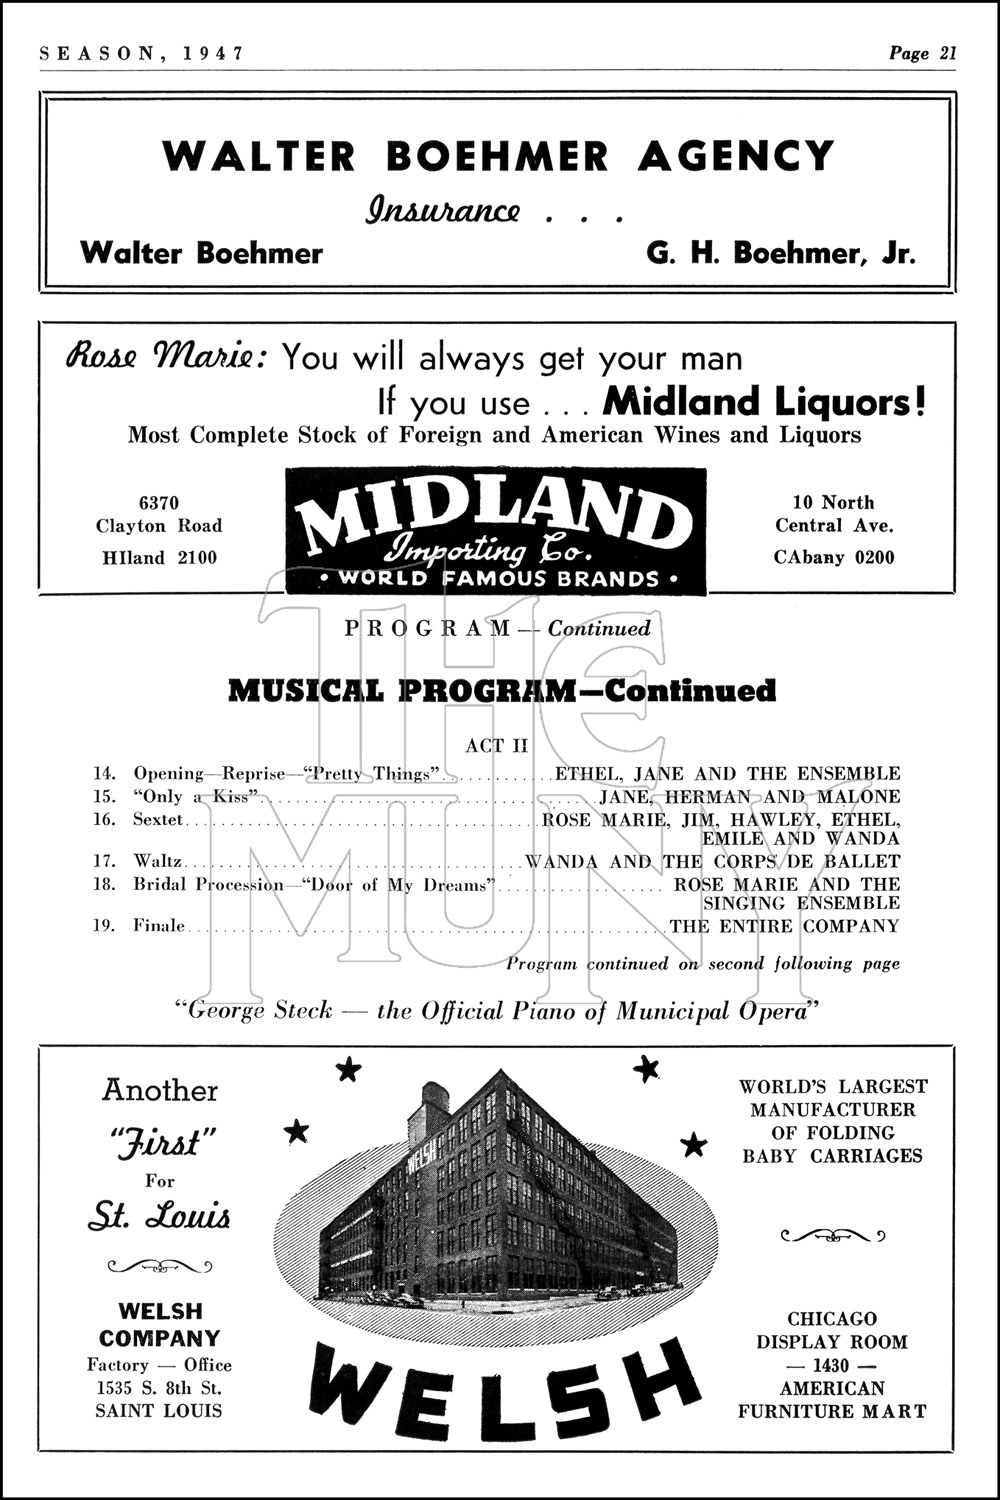 SEASON, 1947 Page 21
WALTER BOEHMER AGENCY
Insurance . . .
Walter Boehmer G. H. Boehmer, Jr.
Rose Marie: You will always get your man
If you use . . . Midland Liquors!
Most Complete Stock of Foreign and American Wines and Liquors
6370
Clayton Road
HIland 2100
MIDLAND
Importing Co.
• WORLD FAMOUS BRANDS •
10 North
Central Ave.
CAbany 0200
PROGRAM — Continued
MUSICAL PROGRAM—Continued
ACT II
14. Opening—Reprise—“Pretty Things” ETHEL, JANE AND THE ENSEMBLE
15. “Only a Kiss” JANE, HERMAN AND MALONE
16. Sextet ROSE MARIE, JIM, HAWLEY, ETHEL,
EMILE AND WANDA
17. Waltz WANDA AND THE CORPS DE BALLET
18. Bridal Procession—“Door of My Dreams” ROSE MARIE AND THE
SINGING ENSEMBLE
19. Finale THE ENTIRE COMPANY
Program continued on second following page
“George Steck — the Official Piano of Municipal Opera”
THE
MUNY
Another
“First”
For
St. Louis
WELSH
COMPANY
Factory — Office
1535 S. 8th St.
SAINT LOUIS
WELSH
WELSH
WORLD'S LARGEST
MANUFACTURER
OF FOLDING
BABY CARRIAGES
CHICAGO
DISPLAY ROOM
— 1430 —
AMERICAN
FURNITURE MART